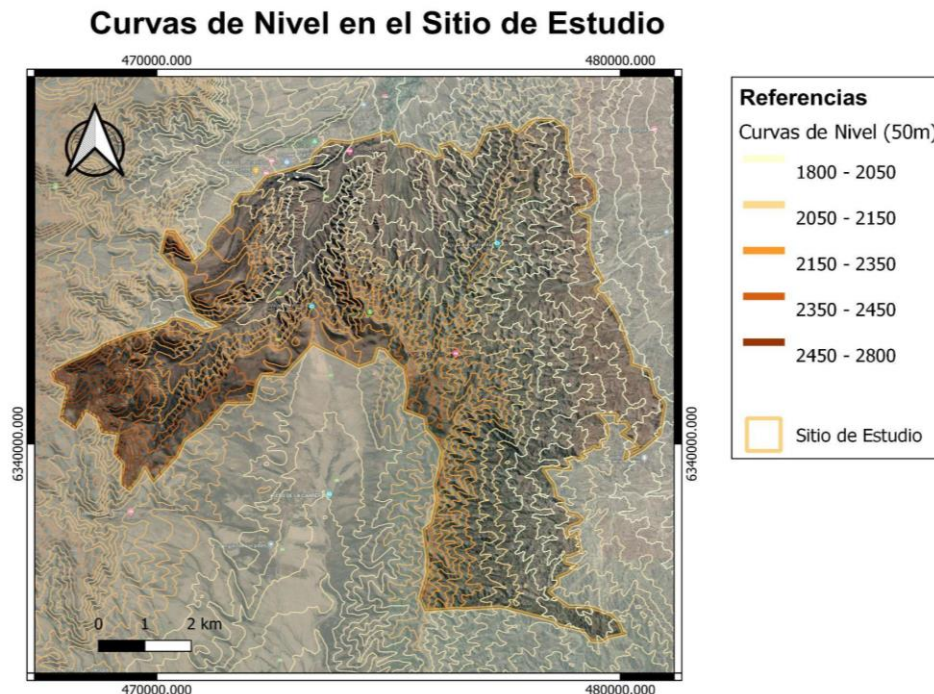 Curvas de Nivel en el Sitio de Estudio
470000.000
480000.000
6340000.000
6340000.000
0 1 2 km
470000.000
480000.000
Referencias
Curvas de Nivel (50m)
1800 - 2050
2050 - 2150
2150 - 2350
2350 - 2450
2450 - 2800
Sitio de Estudio